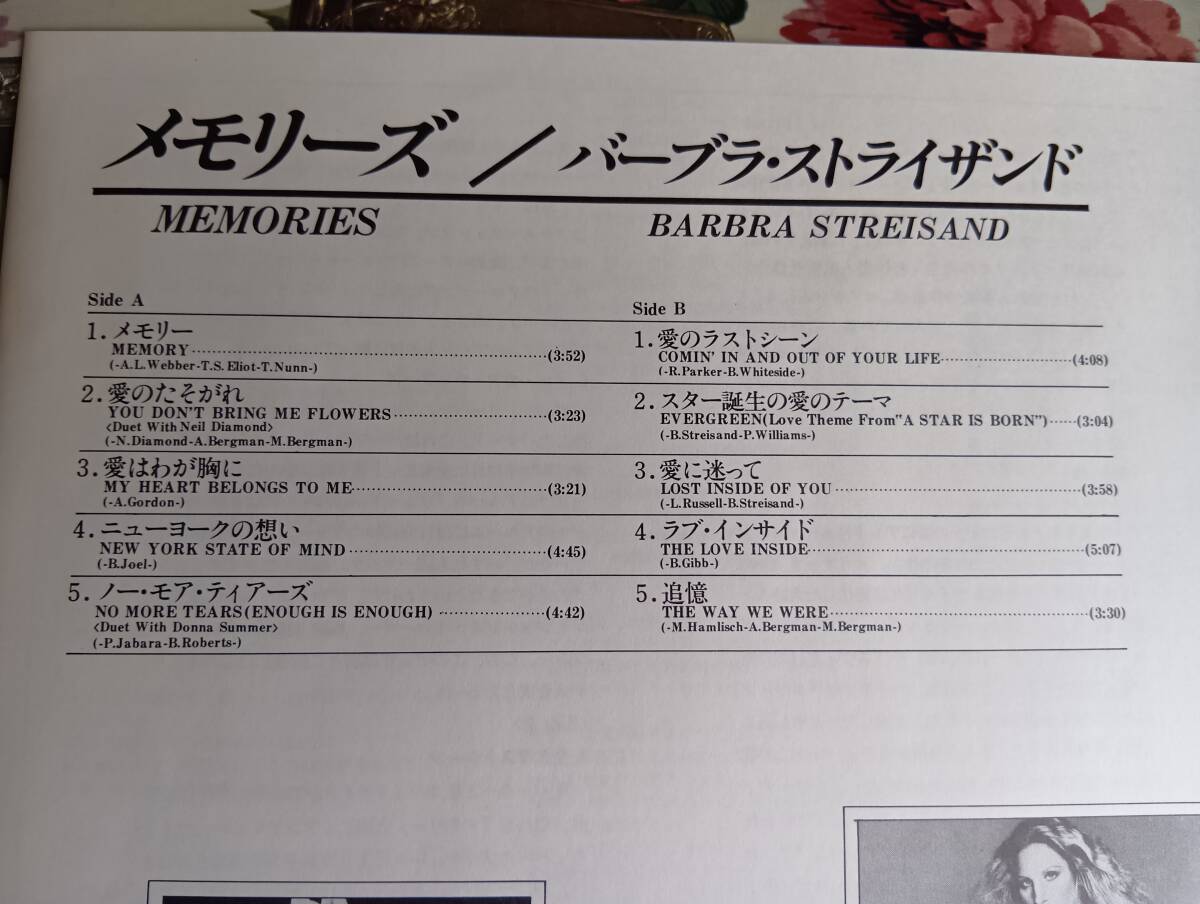 メモリーズ／バーブラ・ストライザンド
MEMORIES BARBRA STREISAND
Side A
1. メモリー
MEMORY (3:52)
(-A.L.Webber-T.S.Eliot-T.Nunn-)
2. 愛のたそがれ
YOU DON'T BRING ME FLOWERS (3:23)
〈Duet With Neil Diamond〉
(-N.Diamond-A.Bergman-M.Bergman-)
3. 愛はわが胸に
MY HEART BELONGS TO ME (3:21)
(-A.Gordon-)
4. ニューヨークの想い
NEW YORK STATE OF MIND (4:45)
(-B.Joel-)
5. ノー・モア・ティアーズ
NO MORE TEARS(ENOUGH IS ENOUGH) (4:42)
〈Duet With Donna Summer〉
(-P.Jabara-B.Roberts-)
Side B
1. 愛のラストシーン
COMIN' IN AND OUT OF YOUR LIFE (4:08)
(-R.Parker-B.Whiteside-)
2. スター誕生の愛のテーマ
EVERGREEN(Love Theme From"A STAR IS BORN") (3:04)
(-B.Streisand-P.Williams-)
3. 愛に迷って
LOST INSIDE OF YOU (3:58)
(-L.Russell-B.Streisand-)
4. ラブ・インサイド
THE LOVE INSIDE (5:07)
(-B.Gibb-)
5. 追憶
THE WAY WE WERE (3:30)
(-M.Hamlisch-A.Bergman-M.Bergman-)